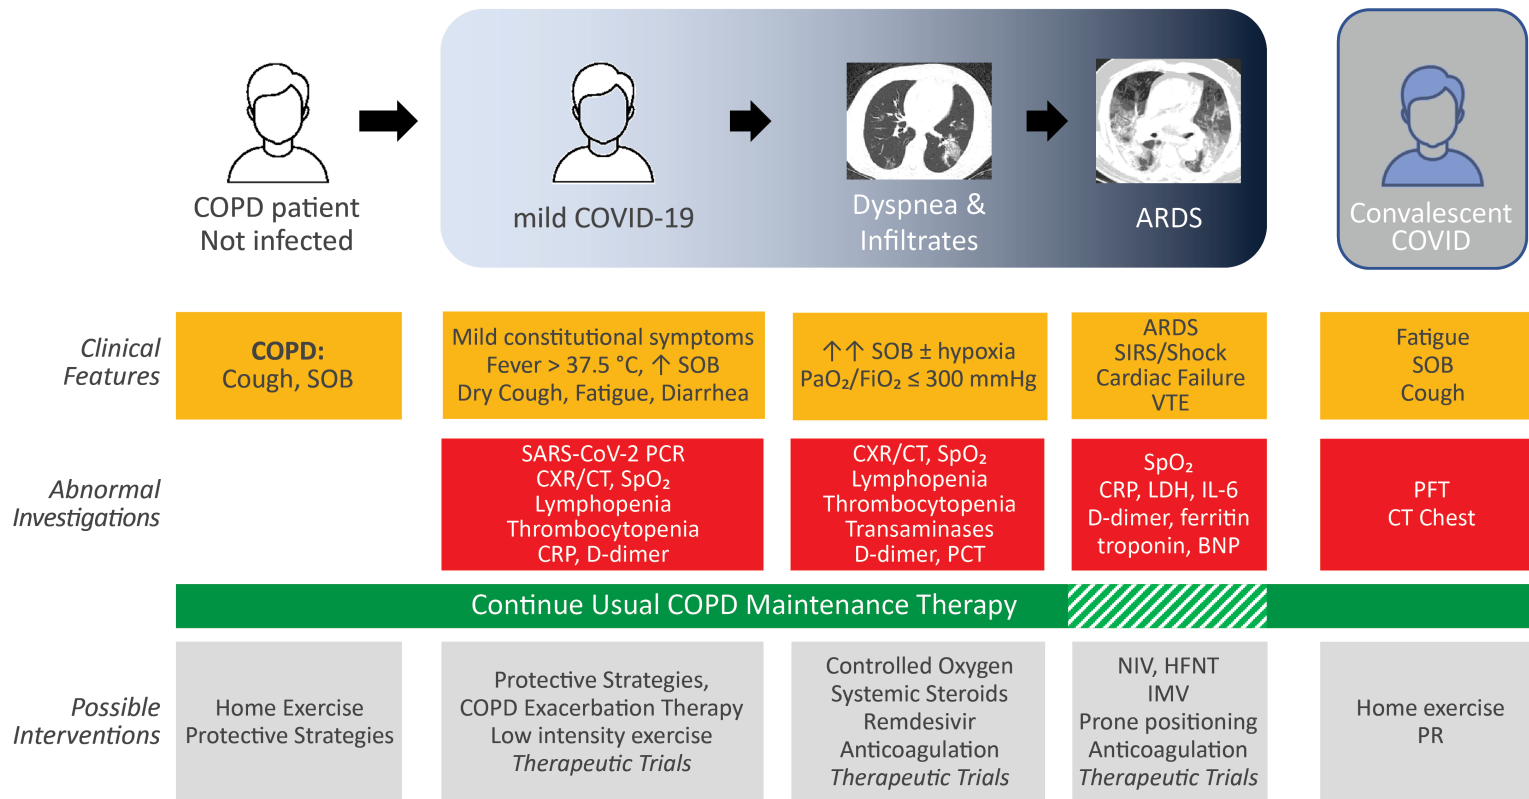 COPD patient
Not infected
mild COVID-19
Dyspnea &
Infiltrates
ARDS
Convalescent
COVID
Clinical
Features
COPD:
Cough, SOB
Mild constitutional symptoms
Fever > 37.5 °C, ↑ SOB
Dry Cough, Fatigue, Diarrhea
↑↑ SOB ± hypoxia
PaO₂/FiO₂ ≤ 300 mmHg
ARDS
SIRS/Shock
Cardiac Failure
VTE
Fatigue
SOB
Cough
Abnormal
Investigations
SARS-CoV-2 PCR
CXR/CT, SpO₂
Lymphopenia
Thrombocytopenia
CRP, D-dimer
CXR/CT, SpO₂
Lymphopenia
Thrombocytopenia
Transaminases
D-dimer, PCT
SpO₂
CRP, LDH, IL-6
D-dimer, ferritin
troponin, BNP
PFT
CT Chest
Continue Usual COPD Maintenance Therapy
Possible
Interventions
Home Exercise
Protective Strategies
Protective Strategies,
COPD Exacerbation Therapy
Low intensity exercise
Therapeutic Trials
Controlled Oxygen
Systemic Steroids
Remdesivir
Anticoagulation
Therapeutic Trials
NIV, HFNT
IMV
Prone positioning
Anticoagulation
Therapeutic Trials
Home exercise
PR